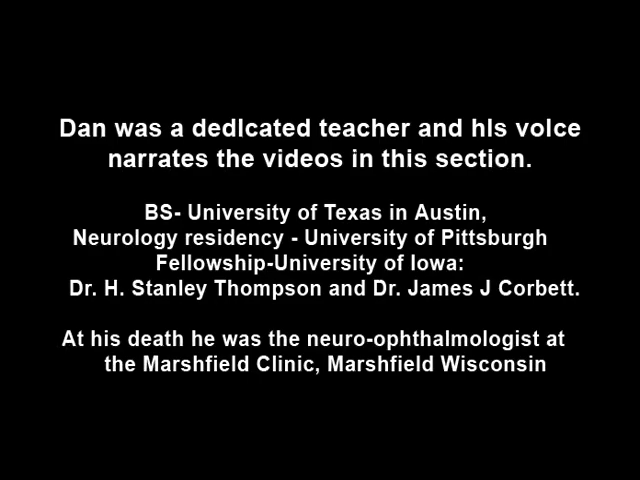 Dan was a dedicated teacher and his voice
narrates the videos in this section.
BS- University of Texas in Austin,
Neurology residency - University of Pittsburgh
Fellowship-University of Iowa:
Dr. H. Stanley Thompson and Dr. James J Corbett.
At his death he was the neuro-ophthalmologist at
the Marshfield Clinic, Marshfield Wisconsin